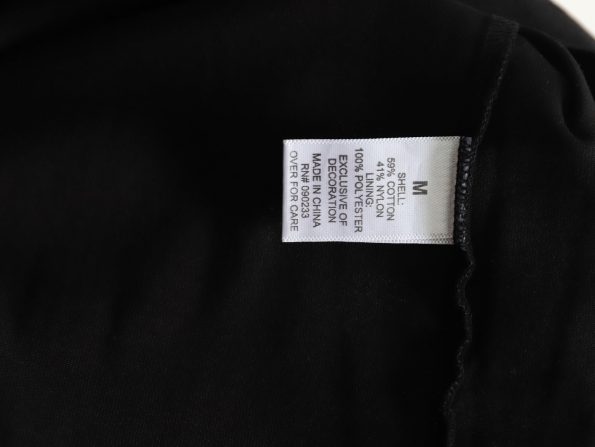 M
SHELL:
59% COTTON
41% NYLON
LINING:
100% POLYESTER
EXCLUSIVE OF
DECORATION
MADE IN CHINA
RN# 090233
OVER FOR CARE